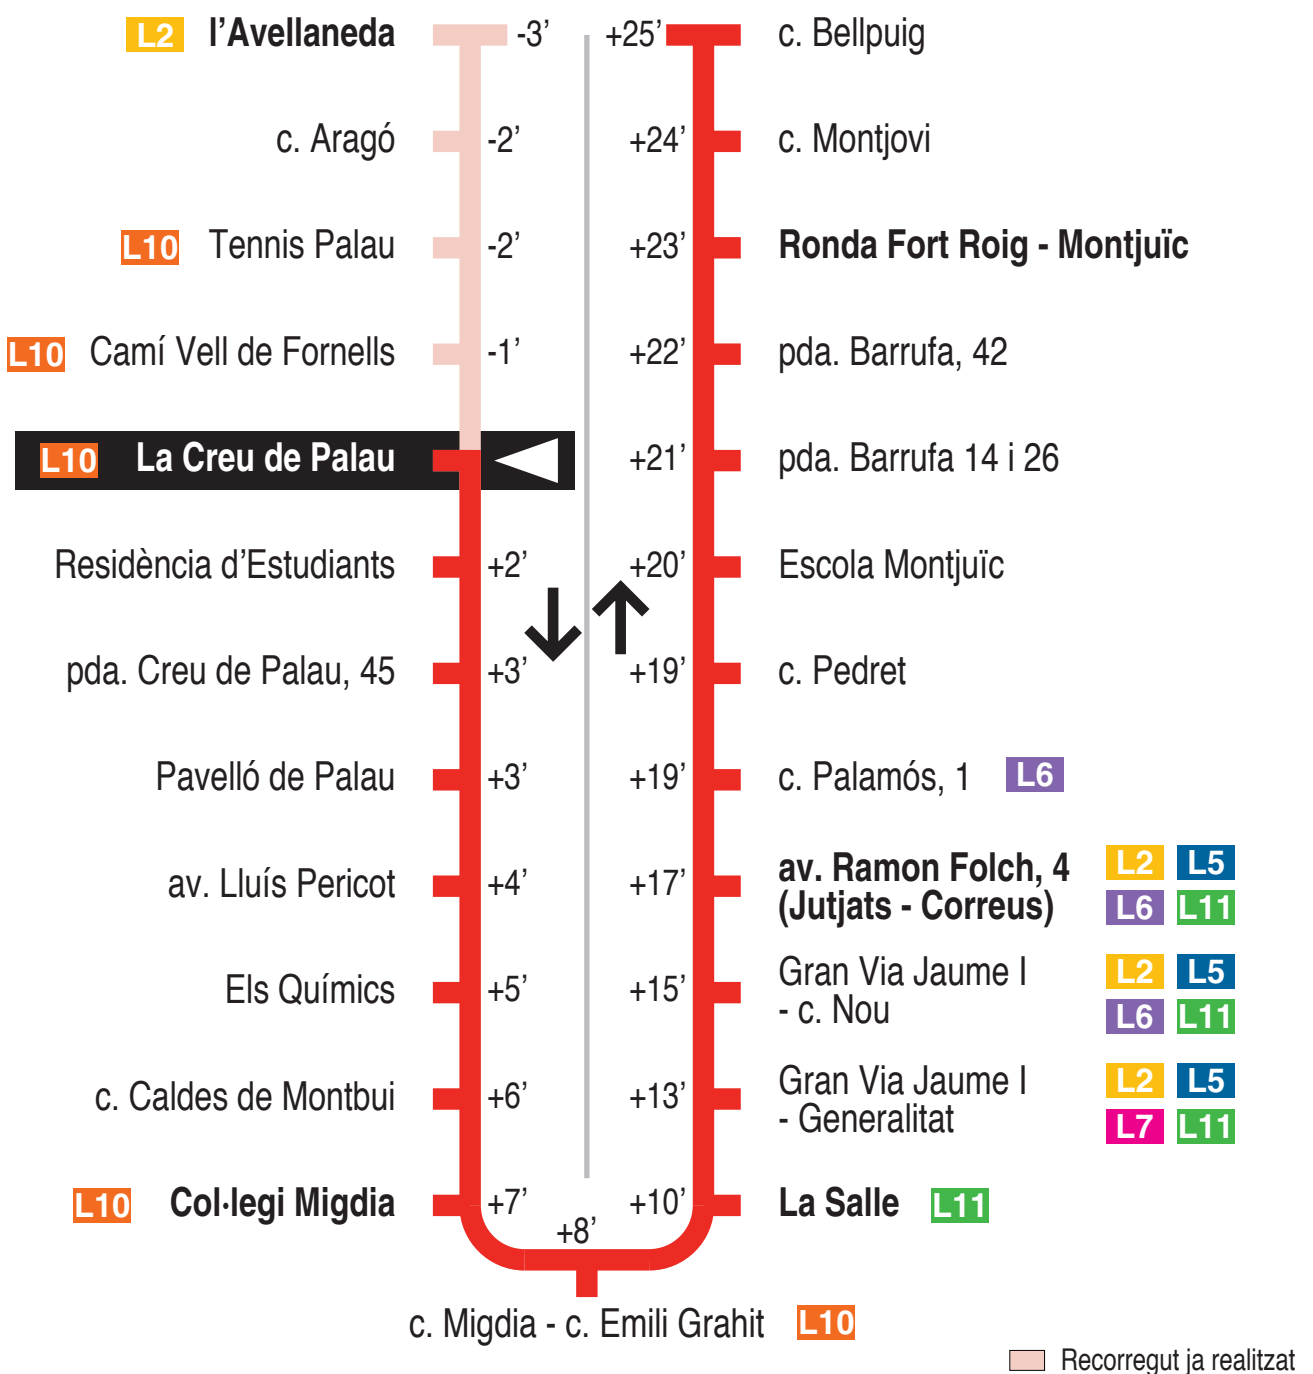 L2 l’Avellaneda -3’
c. Aragó -2’
L10 Tennis Palau -2’
L10 Camí Vell de Fornells -1’
L10 La Creu de Palau
Residència d’Estudiants +2’
pda. Creu de Palau, 45 +3’
Pavelló de Palau +3’
av. Lluís Pericot +4’
Els Químics +5’
c. Caldes de Montbui +6’
L10 Col·legi Migdia +7’
+8’
c. Migdia - c. Emili Grahit L10
+25’ c. Bellpuig
+24’ c. Montjovi
+23’ Ronda Fort Roig - Montjuïc
+22’ pda. Barrufa, 42
+21’ pda. Barrufa 14 i 26
+20’ Escola Montjuïc
+19’ c. Pedret
+19’ c. Palamós, 1 L6
+17’ av. Ramon Folch, 4 L2 L5
(Jutjats - Correus) L6 L11
+15’ Gran Via Jaume I L2 L5
- c. Nou L6 L11
+13’ Gran Via Jaume I L2 L5
- Generalitat L7 L11
+10’ La Salle L11
Recorregut ja realitzat